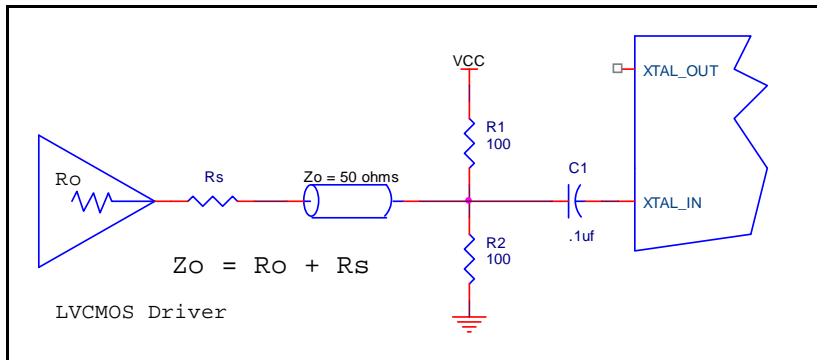 VCC
XTAL_OUT
R1
100
C1
Ro
Rs
Zo = 50 ohms
XTAL_IN
R2
100
.1uf
Zo = Ro + Rs
LVCMOS Driver